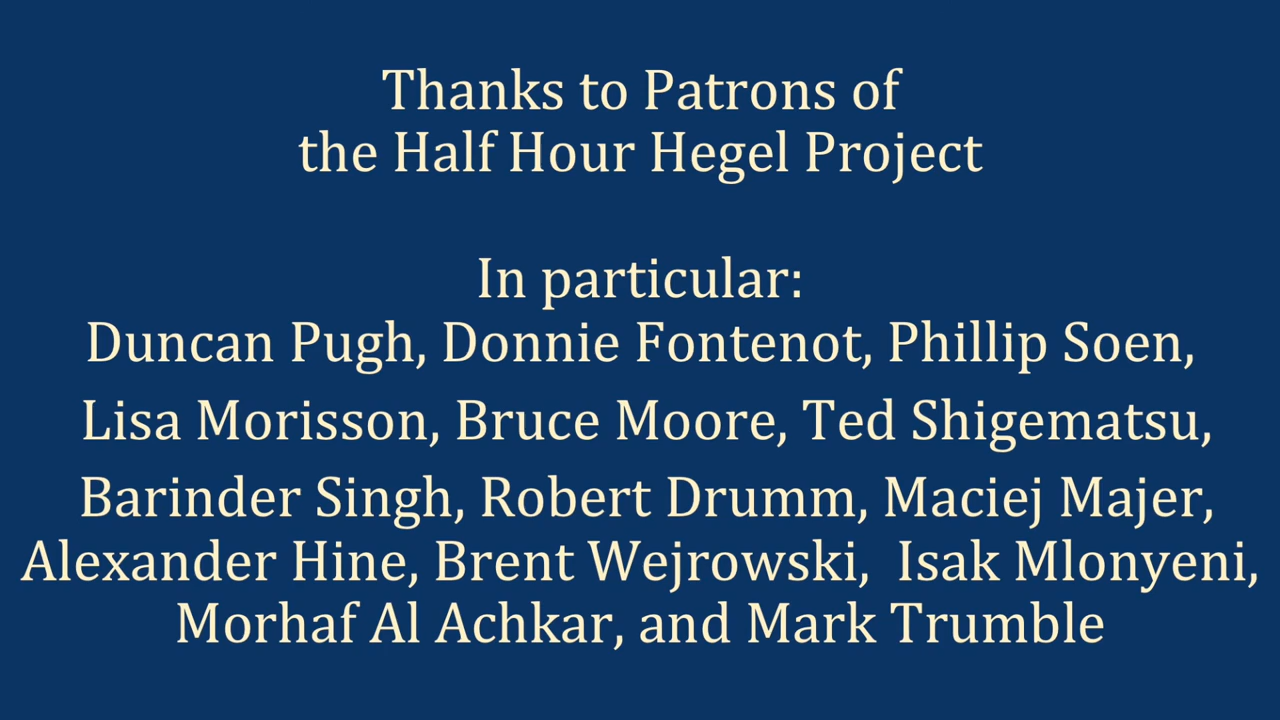 Thanks to Patrons of
the Half Hour Hegel Project
In particular:
Duncan Pugh, Donnie Fontenot, Phillip Soen,
Lisa Morisson, Bruce Moore, Ted Shigematsu,
Barinder Singh, Robert Drumm, Maciej Majer,
Alexander Hine, Brent Wejrowski,  Isak Mlonyeni,
Morhaf Al Achkar, and Mark Trumble